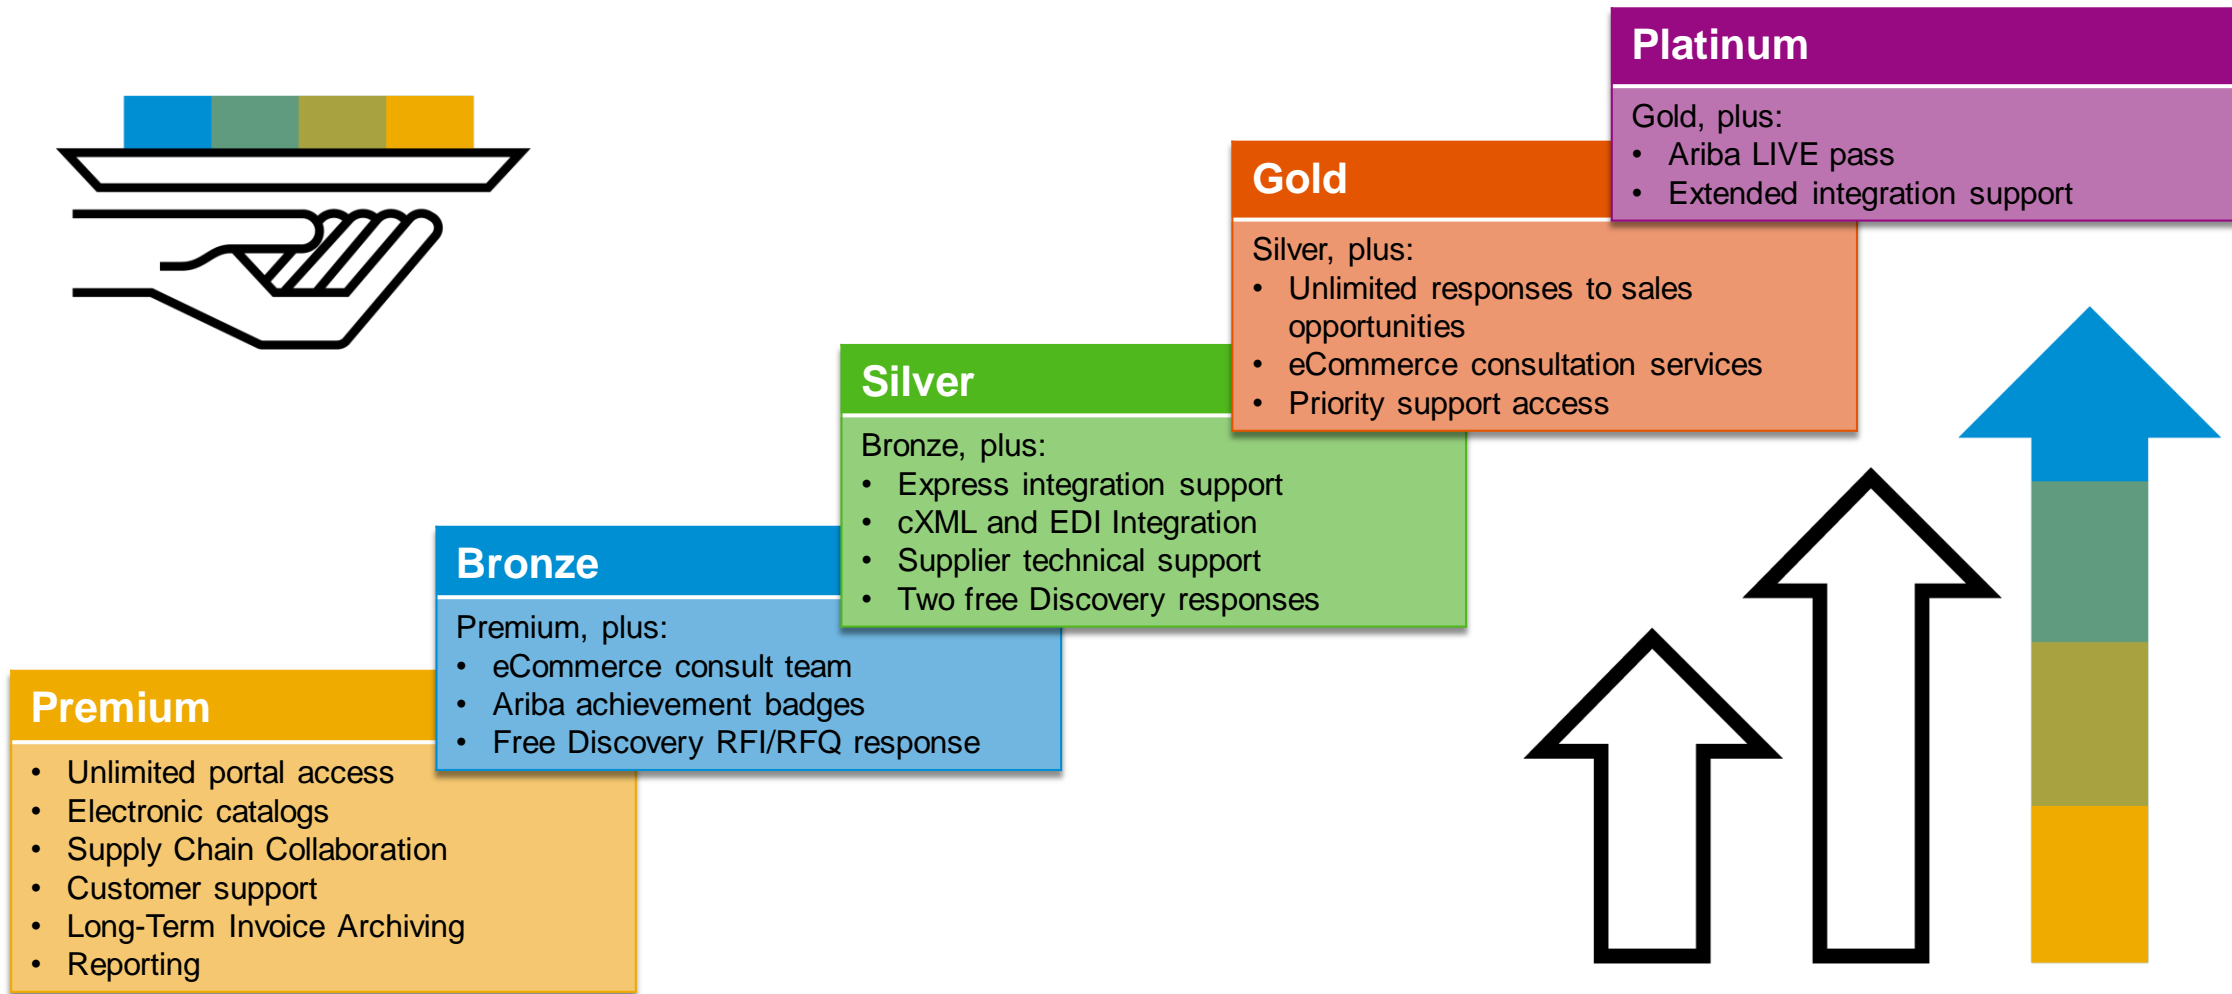 Platinum
Gold, plus:
• Ariba LIVE pass
• Extended integration support
Gold
Silver, plus:
• Unlimited responses to sales
opportunities
• eCommerce consultation services
• Priority support access
Silver
Bronze, plus:
• Express integration support
• cXML and EDI Integration
• Supplier technical support
• Two free Discovery responses
Bronze
Premium, plus:
• eCommerce consult team
• Ariba achievement badges
• Free Discovery RFI/RFQ response
Premium
• Unlimited portal access
• Electronic catalogs
• Supply Chain Collaboration
• Customer support
• Long-Term Invoice Archiving
• Reporting